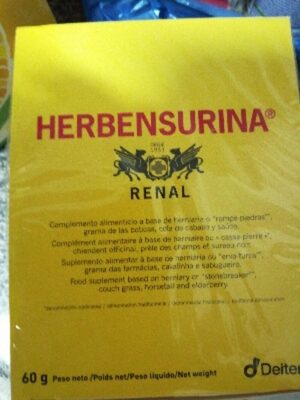 HERBENSURINA®
DESDE
1951
RENAL
Complemento alimenticio a base de herniaria o "rompe piedras"*,
grama de las boticas, cola de caballo y saúco.
Complément alimentaire à base de herniaire ou « casse-pierre »*,
chiendent officinal, prêle des champs et sureau noir.
Suplemento alimentar à base de herniária ou "erva-turca"*,
grama das farmácias, cavalinha e sabugueiro.
Food supplement based on herniary or "stonebreaker"*,
couch grass, horsetail and elderberry.
60 g Peso neto /Poids net/Peso líquido/Net weight
Deiters